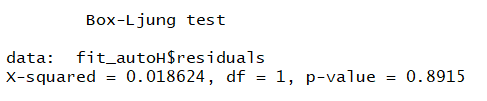 Box-Ljung test
data:  fit_autoH$residuals
X-squared = 0.018624, df = 1, p-value = 0.8915